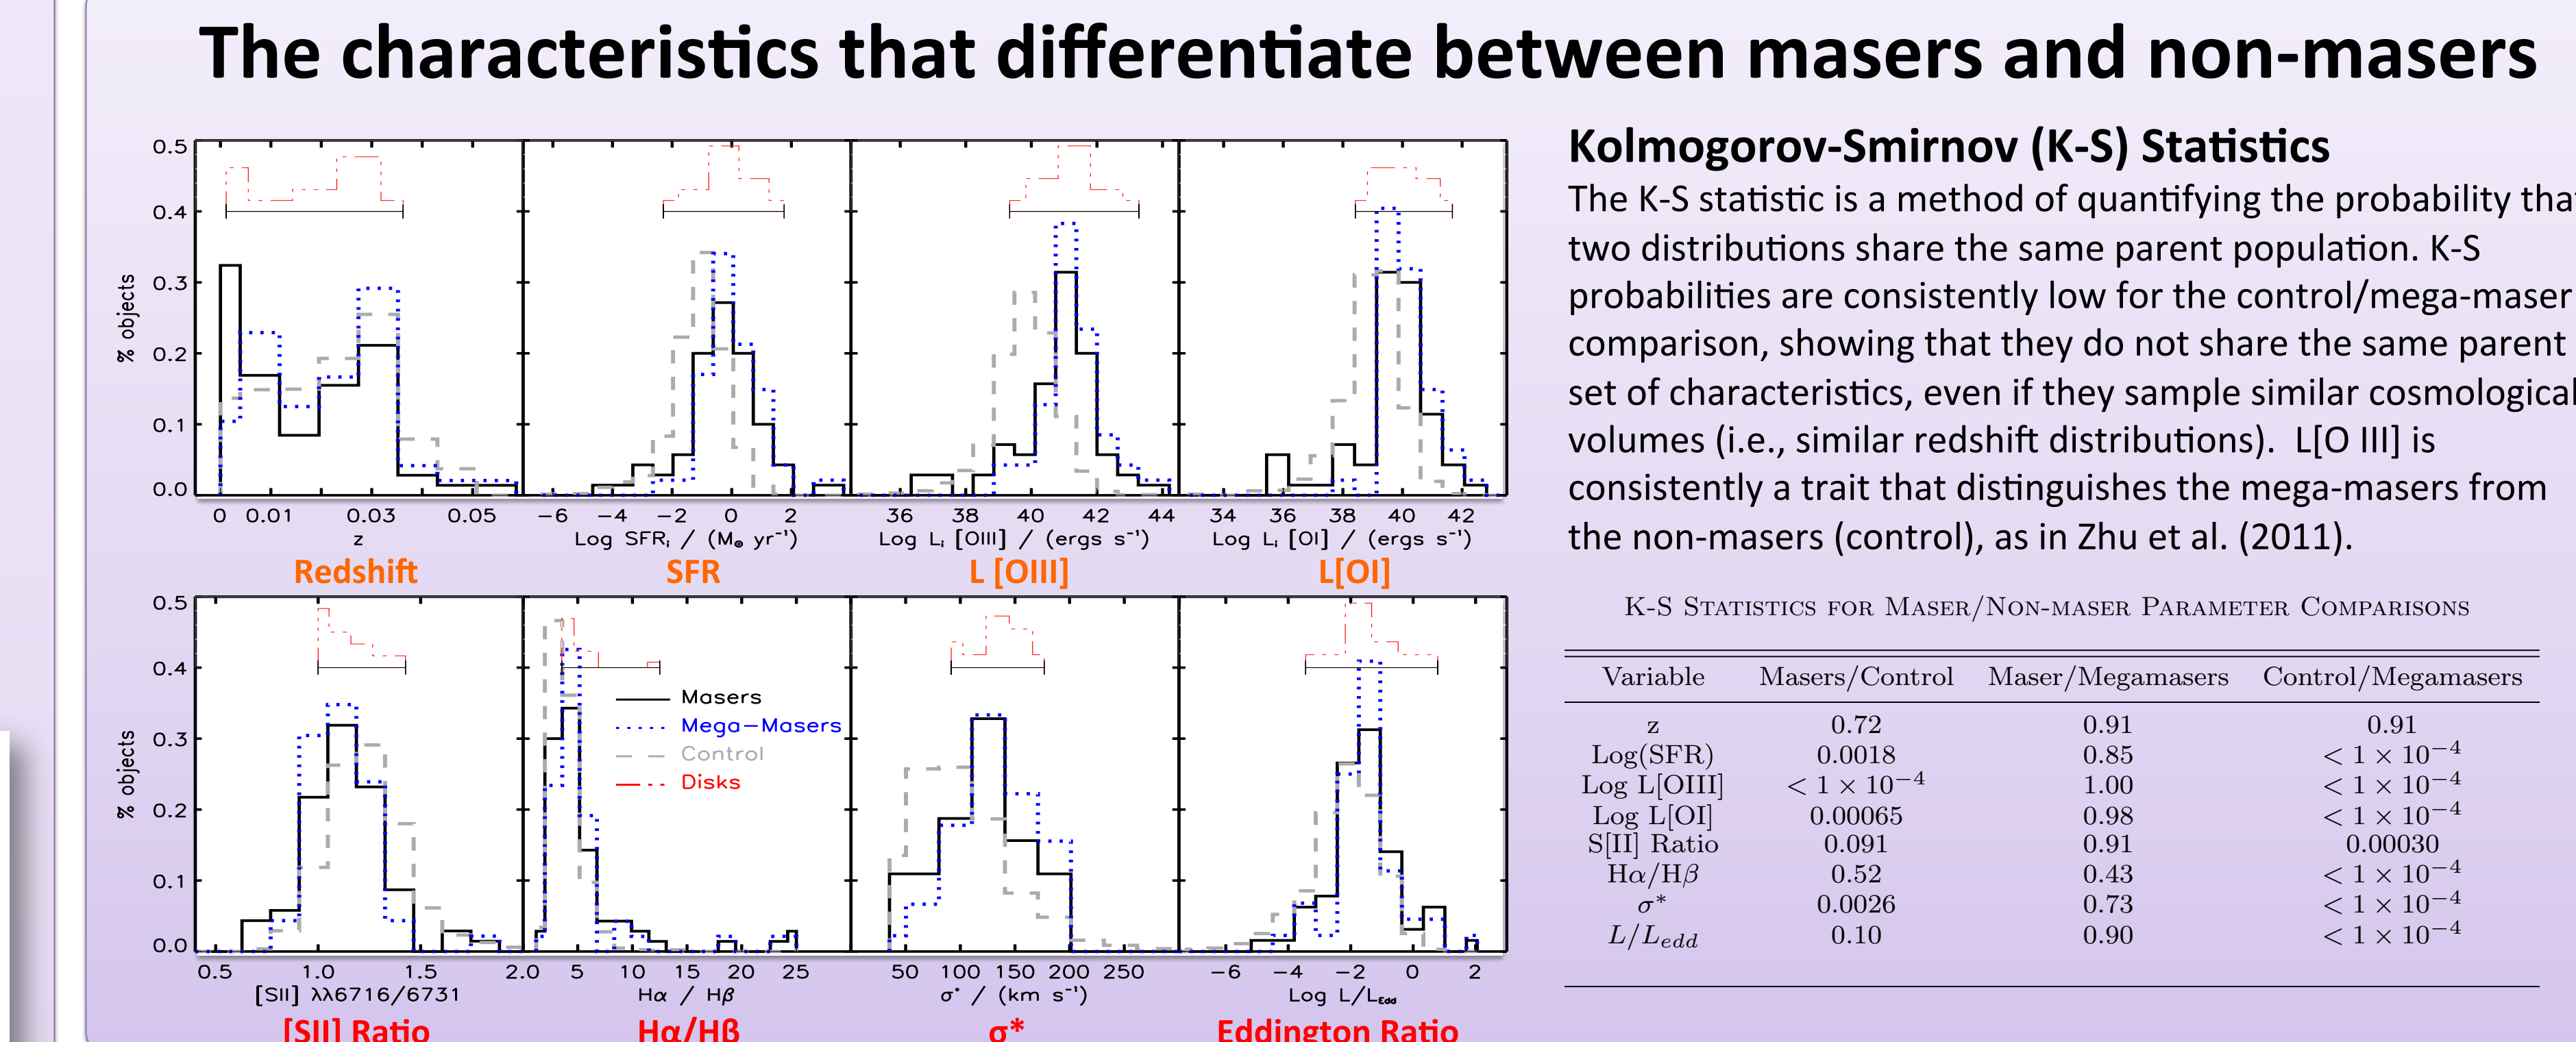 The characteristics that differentiate between masers and non-masers
0.5
0.4
0.3
0.2
0.1
0.0
% objects
0 0.01 0.03 0.05
z
Redshift
−6 −4 −2 0 2
Log SFRi / (M⊙ yr⁻¹)
SFR
36 38 40 42 44
Log Li [OIII] / (ergs s⁻¹)
L [OIII]
34 36 38 40 42
Log Li [OI] / (ergs s⁻¹)
L[OI]
0.5
0.4
0.3
0.2
0.1
0.0
% objects
0.5 1.0 1.5 2.0
[SII] λλ6716/6731
[SII] Ratio
Masers
Mega−Masers
Control
Disks
5 10 15 20 25
Hα / Hβ
Hα/Hβ
50 100 150 200 250
σ* / (km s⁻¹)
σ*
−6 −4 −2 0 2
Log L/LEdd
Eddington Ratio
Kolmogorov-Smirnov (K-S) Statistics
The K-S statistic is a method of quantifying the probability that
two distributions share the same parent population. K-S
probabilities are consistently low for the control/mega-maser
comparison, showing that they do not share the same parent
set of characteristics, even if they sample similar cosmological
volumes (i.e., similar redshift distributions). L[O III] is
consistently a trait that distinguishes the mega-masers from
the non-masers (control), as in Zhu et al. (2011).
K-S Statistics for Maser/Non-maser Parameter Comparisons
Variable Masers/Control Maser/Megamasers Control/Megamasers
z 0.72 0.91 0.91
Log(SFR) 0.0018 0.85 < 1 × 10⁻⁴
Log L[OIII] < 1 × 10⁻⁴ 1.00 < 1 × 10⁻⁴
Log L[OI] 0.00065 0.98 < 1 × 10⁻⁴
S[II] Ratio 0.091 0.91 0.00030
Hα/Hβ 0.52 0.43 < 1 × 10⁻⁴
σ* 0.0026 0.73 < 1 × 10⁻⁴
L/Ledd 0.10 0.90 < 1 × 10⁻⁴